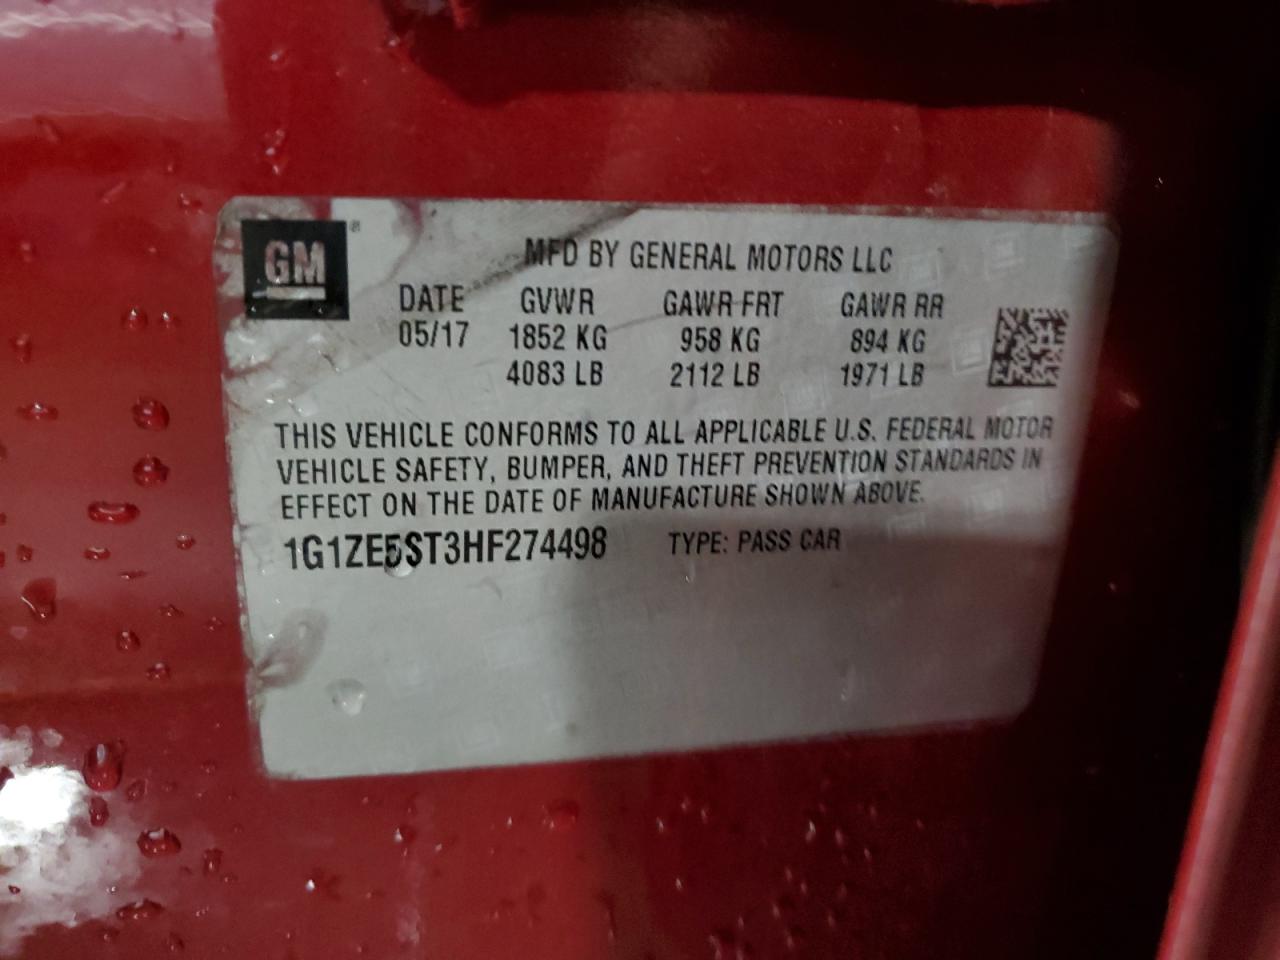 GM®
MFD BY GENERAL MOTORS LLC
DATE GVWR GAWR FRT GAWR RR
05/17 1852 KG 958 KG 894 KG
4083 LB 2112 LB 1971 LB
THIS VEHICLE CONFORMS TO ALL APPLICABLE U.S. FEDERAL MOTOR
VEHICLE SAFETY, BUMPER, AND THEFT PREVENTION STANDARDS IN
EFFECT ON THE DATE OF MANUFACTURE SHOWN ABOVE.
1G1ZE5ST3HF274498 TYPE: PASS CAR